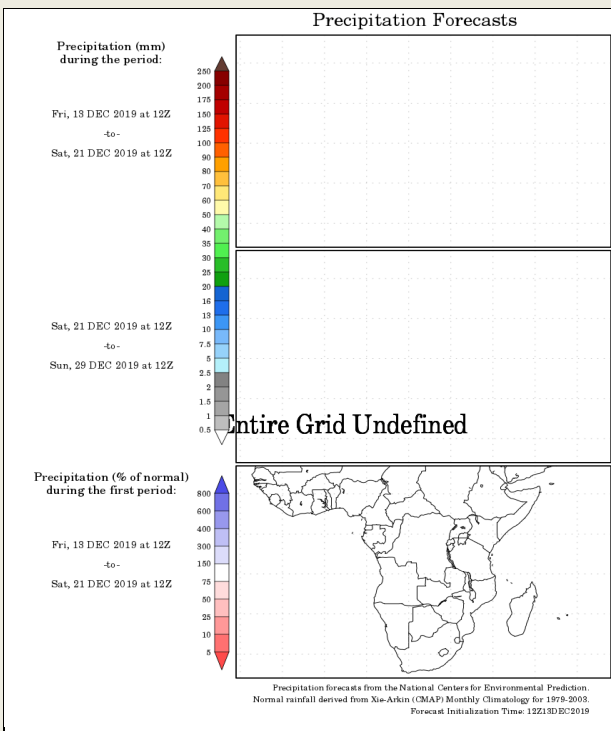 Precipitation Forecasts
Precipitation (mm)
during the period:
Fri, 13 DEC 2019 at 12Z
-to-
Sat, 21 DEC 2019 at 12Z
250
200
175
150
125
100
90
80
70
60
50
40
35
30
25
20
16
13
10
7.5
5
2.5
2
1.5
1
0.5
Sat, 21 DEC 2019 at 12Z
-to-
Sun, 29 DEC 2019 at 12Z
Entire Grid Undefined
Precipitation (% of normal)
during the first period:
Fri, 13 DEC 2019 at 12Z
-to-
Sat, 21 DEC 2019 at 12Z
800
600
400
300
150
75
50
25
10
5
Precipitation forecasts from the National Centers for Environmental Prediction.
Normal rainfall derived from Xie-Arkin (CMAP) Monthly Climatology for 1979-2003.
Forecast Initialization Time: 12Z13DEC2019